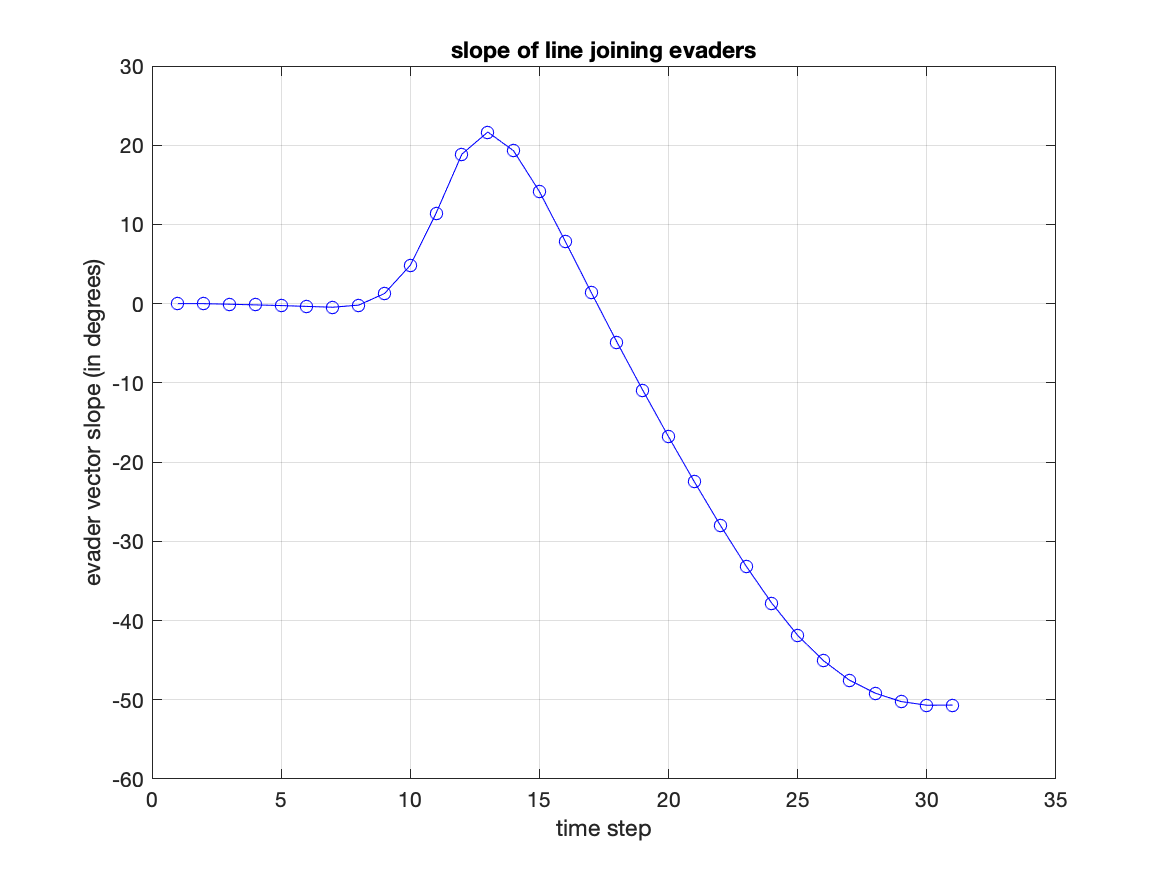 slope of line joining evaders
30
20
10
0
-10
-20
-30
-40
-50
-60
evader vector slope (in degrees)
0 5 10 15 20 25 30 35
time step